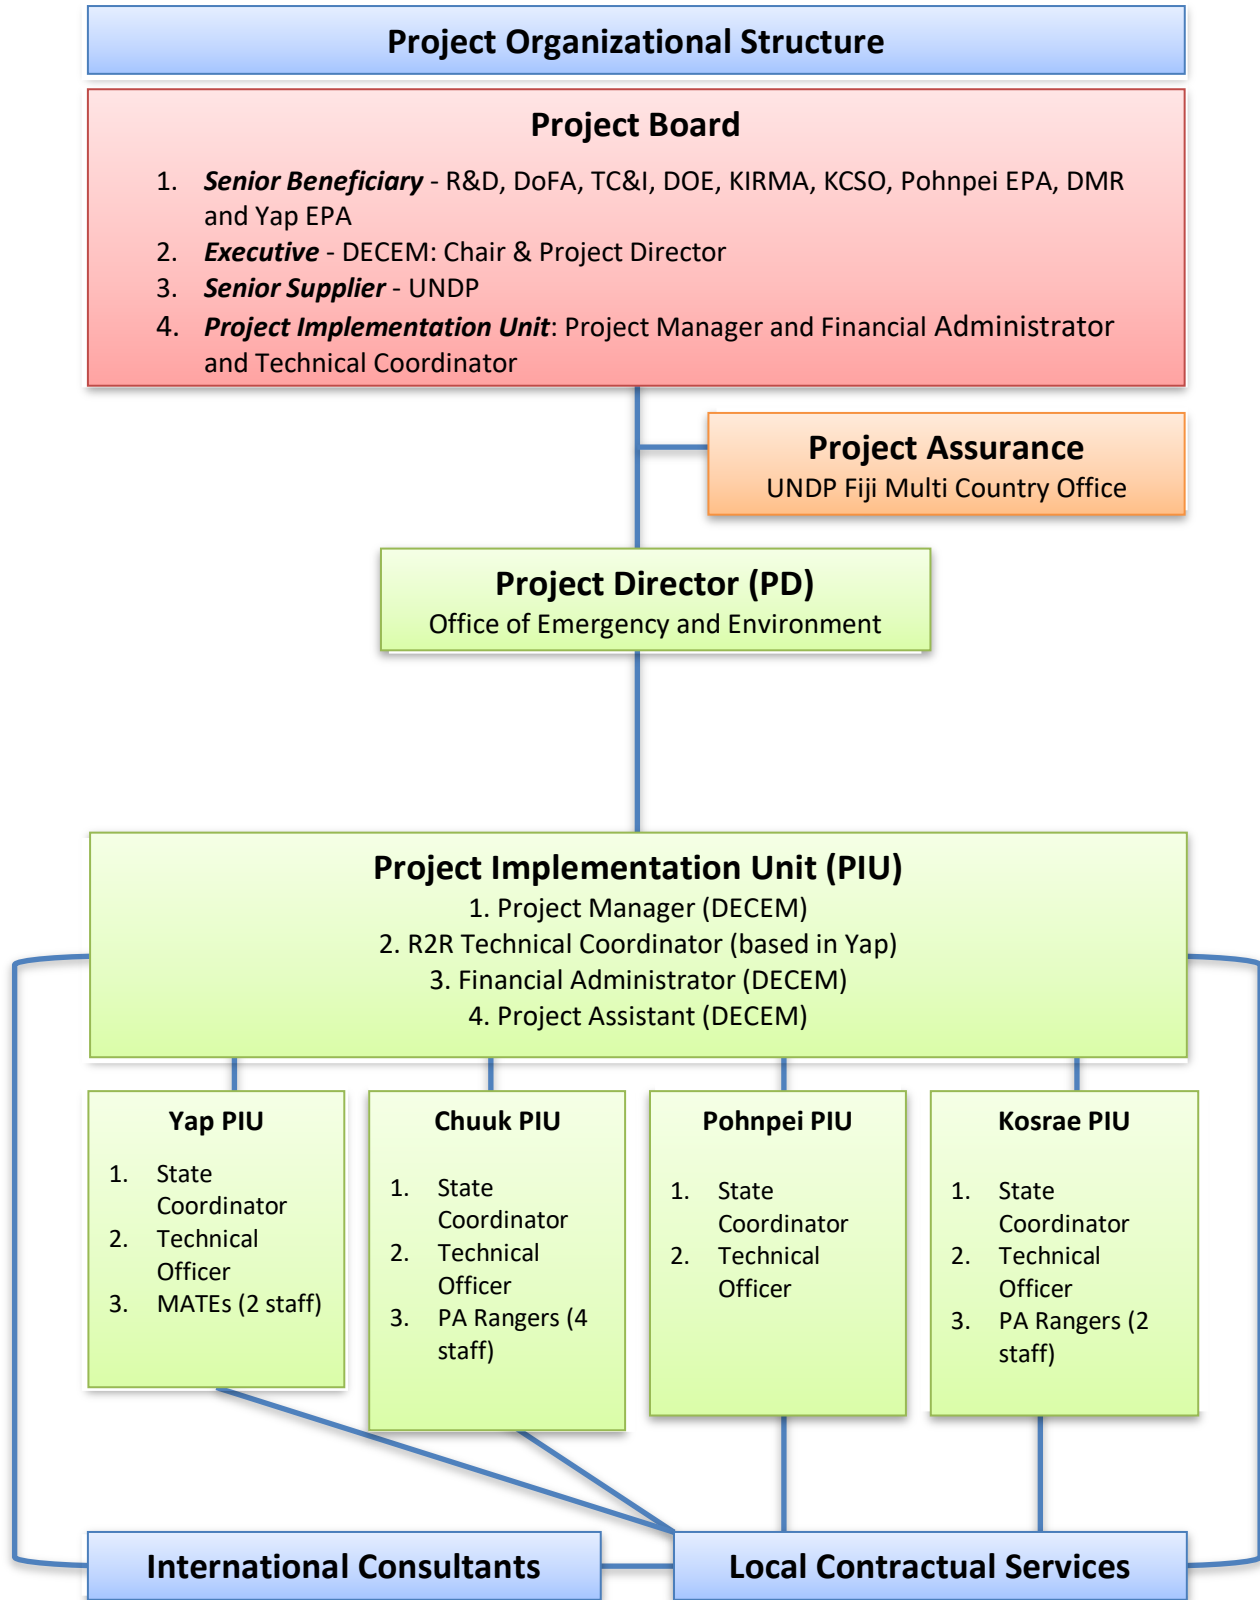 Project Organizational Structure
Project Board
1. Senior Beneficiary - R&D, DoFA, TC&I, DOE, KIRMA, KCSO, Pohnpei EPA, DMR
and Yap EPA
2. Executive - DECEM: Chair & Project Director
3. Senior Supplier - UNDP
4. Project Implementation Unit: Project Manager and Financial Administrator
and Technical Coordinator
Project Assurance
UNDP Fiji Multi Country Office
Project Director (PD)
Office of Emergency and Environment
Project Implementation Unit (PIU)
1. Project Manager (DECEM)
2. R2R Technical Coordinator (based in Yap)
3. Financial Administrator (DECEM)
4. Project Assistant (DECEM)
Yap PIU
1. State
Coordinator
2. Technical
Officer
3. MATEs (2 staff)
Chuuk PIU
1. State
Coordinator
2. Technical
Officer
3. PA Rangers (4
staff)
Pohnpei PIU
1. State
Coordinator
2. Technical
Officer
Kosrae PIU
1. State
Coordinator
2. Technical
Officer
3. PA Rangers (2
staff)
International Consultants
Local Contractual Services